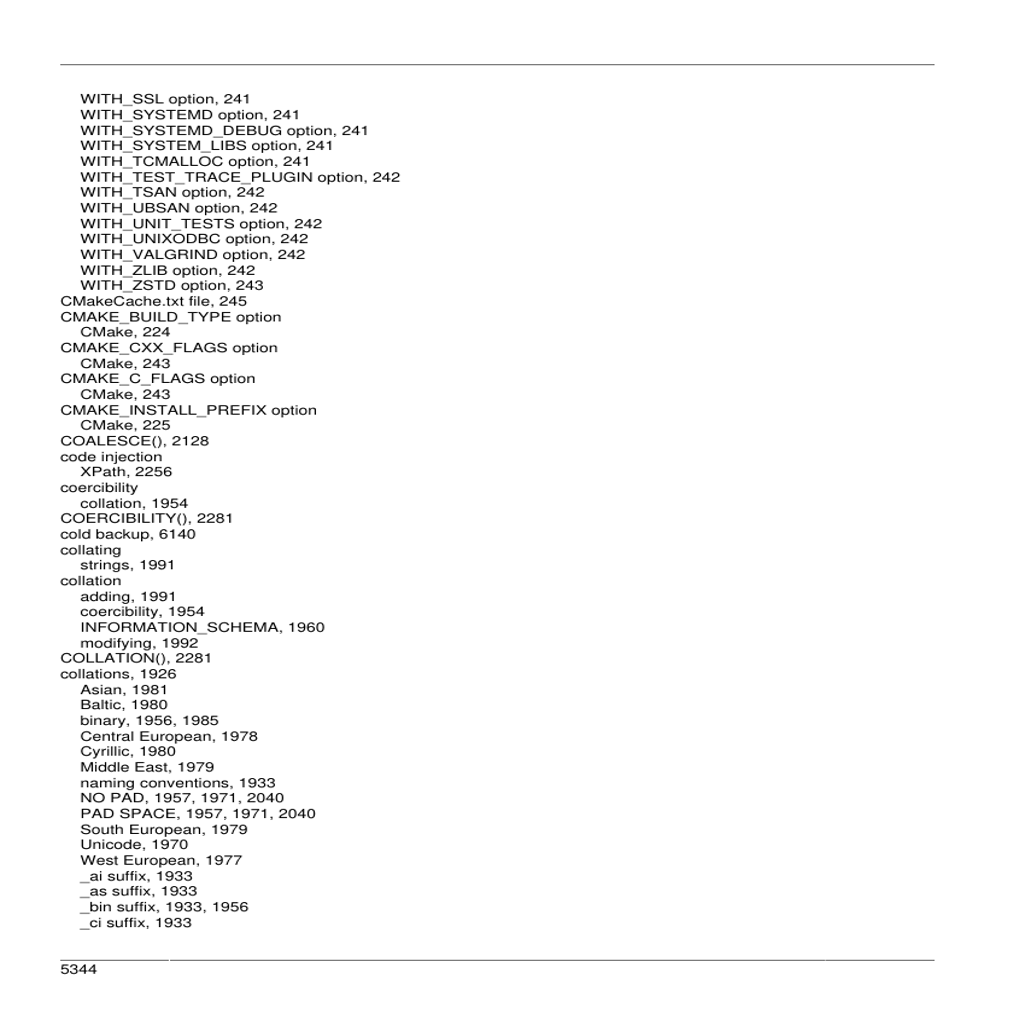 WITH_SSL option, 241
WITH_SYSTEMD option, 241
WITH_SYSTEMD_DEBUG option, 241
WITH_SYSTEM_LIBS option, 241
WITH_TCMALLOC option, 241
WITH_TEST_TRACE_PLUGIN option, 242
WITH_TSAN option, 242
WITH_UBSAN option, 242
WITH_UNIT_TESTS option, 242
WITH_UNIXODBC option, 242
WITH_VALGRIND option, 242
WITH_ZLIB option, 242
WITH_ZSTD option, 243
CMakeCache.txt file, 245
CMAKE_BUILD_TYPE option
CMake, 224
CMAKE_CXX_FLAGS option
CMake, 243
CMAKE_C_FLAGS option
CMake, 243
CMAKE_INSTALL_PREFIX option
CMake, 225
COALESCE(), 2128
code injection
XPath, 2256
coercibility
collation, 1954
COERCIBILITY(), 2281
cold backup, 6140
collating
strings, 1991
collation
adding, 1991
coercibility, 1954
INFORMATION_SCHEMA, 1960
modifying, 1992
COLLATION(), 2281
collations, 1926
Asian, 1981
Baltic, 1980
binary, 1956, 1985
Central European, 1978
Cyrillic, 1980
Middle East, 1979
naming conventions, 1933
NO PAD, 1957, 1971, 2040
PAD SPACE, 1957, 1971, 2040
South European, 1979
Unicode, 1970
West European, 1977
_ai suffix, 1933
_as suffix, 1933
_bin suffix, 1933, 1956
_ci suffix, 1933
5344